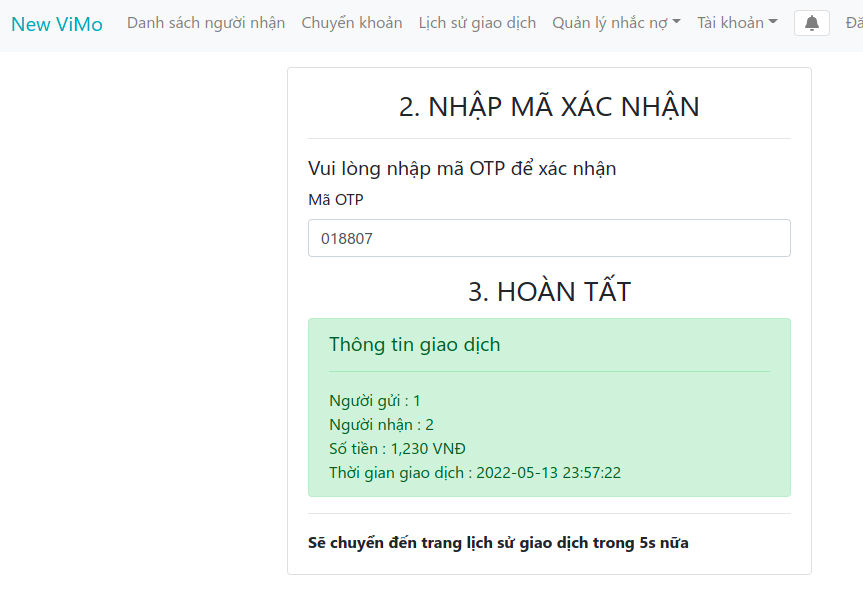 New ViMo Danh sách người nhận Chuyển khoản Lịch sử giao dịch Quản lý nhắc nợ Tài khoản
2. NHẬP MÃ XÁC NHẬN
Vui lòng nhập mã OTP để xác nhận
Mã OTP
018807
3. HOÀN TẤT
Thông tin giao dịch
Người gửi : 1
Người nhận : 2
Số tiền : 1,230 VNĐ
Thời gian giao dịch : 2022-05-13 23:57:22
Sẽ chuyển đến trang lịch sử giao dịch trong 5s nữa